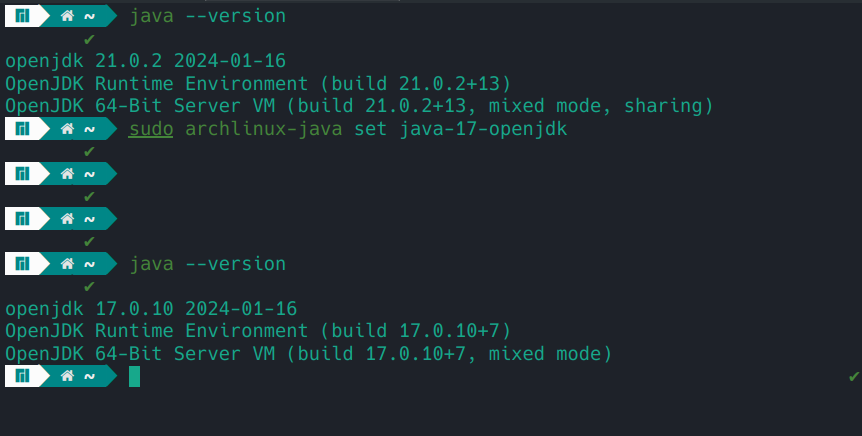 ~ java --version
✔
openjdk 21.0.2 2024-01-16
OpenJDK Runtime Environment (build 21.0.2+13)
OpenJDK 64-Bit Server VM (build 21.0.2+13, mixed mode, sharing)
~ sudo archlinux-java set java-17-openjdk
✔
~
✔
~
✔
~ java --version
✔
openjdk 17.0.10 2024-01-16
OpenJDK Runtime Environment (build 17.0.10+7)
OpenJDK 64-Bit Server VM (build 17.0.10+7, mixed mode)
~ ✔